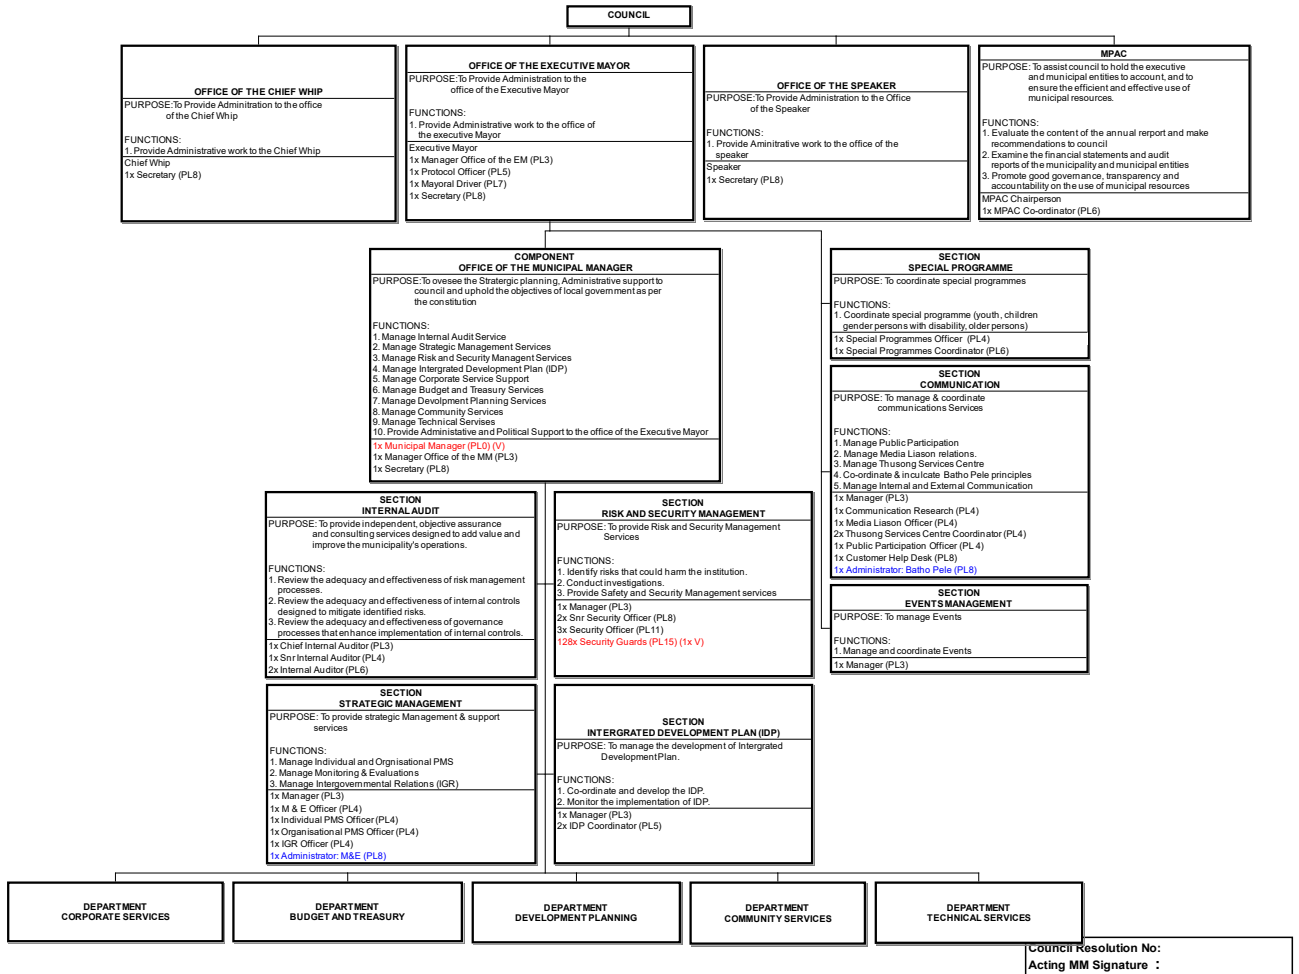 COUNCIL
OFFICE OF THE CHIEF WHIP
PURPOSE:To Provide Adminitration to the office
of the Chief Whip
FUNCTIONS:
1. Provide Administrative work to the Chief Whip
Chief Whip
1x Secretary (PL8)
OFFICE OF THE EXECUTIVE MAYOR
PURPOSE:To Provide Administration to the
office of the Executive Mayor
FUNCTIONS:
1. Provide Administrative work to the office of
the executive Mayor
Executive Mayor
1x Manager Office of the EM (PL3)
1x Protocol Officer (PL5)
1x Mayoral Driver (PL7)
1x Secretary (PL8)
OFFICE OF THE SPEAKER
PURPOSE:To Provide Administration to the Office
of the Speaker
FUNCTIONS:
1. Provide Aminitrative work to the office of the
speaker
Speaker
1x Secretary (PL8)
MPAC
PURPOSE: To assist council to hold the executive
and municipal entities to account, and to
ensure the efficient and effective use of
municipal resources.
FUNCTIONS:
1. Evaluate the content of the annual rerport and make
recommendations to council
2. Examine the financial statements and audit
reports of the municipality and municipal entities
3. Promote good governance, transparency and
accountability on the use of municipal resources
MPAC Chairperson
1x MPAC Co-ordinator (PL6)
COMPONENT
OFFICE OF THE MUNICIPAL MANAGER
PURPOSE:To ovesee the Stratergic planning, Administrative support to
council and uphold the objectives of local government as per
the constitution
FUNCTIONS:
1. Manage Internal Audit Service
2. Manage Strategic Management Services
3. Manage Risk and Security Managent Services
4. Manage Intergrated Development Plan (IDP)
5. Manage Corporate Service Support
6. Manage Budget and Treasury Services
7. Manage Devolpment Planning Services
8. Manage Community Services
9. Manage Technical Servises
10. Provide Administative and Political Support to the office of the Executive Mayor
1x Municipal Manager (PL0) (V)
1x Manager Office of the MM (PL3)
1x Secretary (PL8)
SECTION
SPECIAL PROGRAMME
PURPOSE: To coordinate special programmes
FUNCTIONS:
1. Coordinate special programme (youth, children
gender persons with disability, older persons)
1x Special Programmes Officer (PL4)
1x Special Programmes Coordinator (PL6)
SECTION
COMMUNICATION
PURPOSE: To manage & coordinate
communications Services
FUNCTIONS:
1. Manage Public Participation
2. Manage Media Liason relations.
3. Manage Thusong Services Centre
4. Co-ordinate & inculcate Batho Pele principles
5. Manage Internal and External Communication
1x Manager (PL3)
1x Communication Research (PL4)
1x Media Liason Officer (PL4)
2x Thusong Services Centre Coordinator (PL4)
1x Public Participation Officer (PL 4)
1x Customer Help Desk (PL8)
1x Administrator: Batho Pele (PL8)
SECTION
EVENTS MANAGEMENT
PURPOSE: To manage Events
FUNCTIONS:
1. Manage and coordinate Events
1x Manager (PL3)
SECTION
INTERNAL AUDIT
PURPOSE: To provide independent, objective assurance
and consulting services designed to add value and
improve the municipality's operations.
FUNCTIONS:
1. Review the adequacy and effectiveness of risk management
processes.
2. Review the adequacy and effectiveness of internal controls
designed to mitigate identified risks.
3. Review the adequacy and effectiveness of governance
processes that enhance implementation of internal controls.
1x Chief Internal Auditor (PL3)
1x Snr Internal Auditor (PL4)
2x Internal Auditor (PL6)
SECTION
RISK AND SECURITY MANAGEMENT
PURPOSE: To provide Risk and Security Management
Services
FUNCTIONS:
1. Identify risks that could harm the institution.
2. Conduct investigations.
3. Provide Safety and Security Management services
1x Manager (PL3)
2x Snr Security Officer (PL8)
3x Security Officer (PL11)
128x Security Guards (PL15) (1x V)
SECTION
STRATEGIC MANAGEMENT
PURPOSE: To provide strategic Management & support
services
FUNCTIONS:
1. Manage Individual and Orgnisational PMS
2. Manage Monitoring & Evaluations
3. Manage Intergovernmental Relations (IGR)
1x Manager (PL3)
1x M & E Officer (PL4)
1x Individual PMS Officer (PL4)
1x Organisational PMS Officer (PL4)
1x IGR Officer (PL4)
1x Administrator: M&E (PL8)
SECTION
INTERGRATED DEVELOPMENT PLAN (IDP)
PURPOSE: To manage the development of Intergrated
Development Plan.
FUNCTIONS:
1. Co-ordinate and develop the IDP.
2. Monitor the implementation of IDP.
1x Manager (PL3)
2x IDP Coordinator (PL5)
DEPARTMENT
CORPORATE SERVICES
DEPARTMENT
BUDGET AND TREASURY
DEPARTMENT
DEVELOPMENT PLANNING
DEPARTMENT
COMMUNITY SERVICES
DEPARTMENT
TECHNICAL SERVICES
Council Resolution No:
Acting MM Signature :